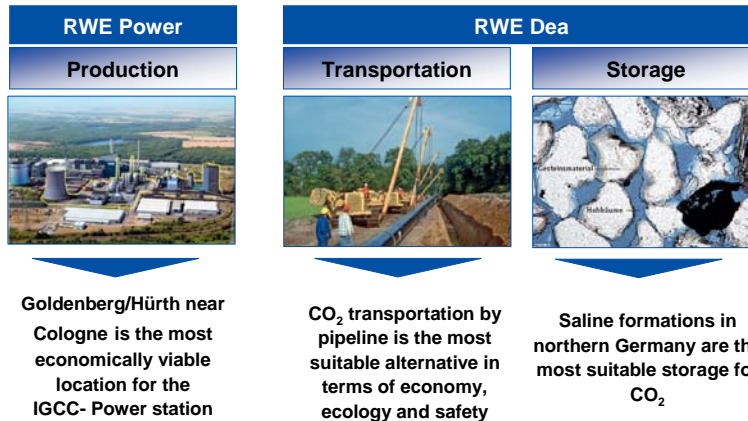 RWE Power
RWE Dea
Production
Transportation
Storage
Gesteinsmaterial
Hohlräume
Goldenberg/Hürth near
Cologne is the most
economically viable
location for the
IGCC- Power station
CO₂ transportation by
pipeline is the most
suitable alternative in
terms of economy,
ecology and safety
Saline formations in
northern Germany are th
most suitable storage fo
CO₂